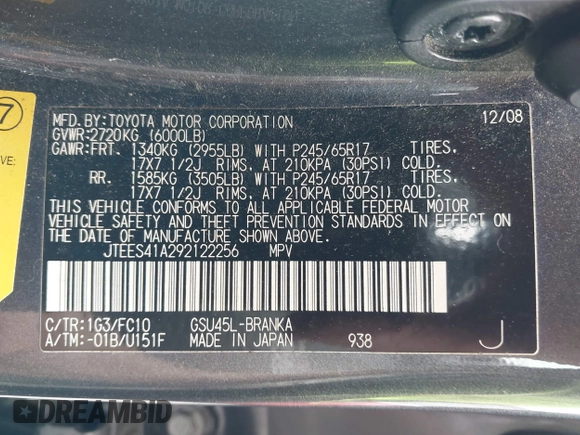 7
VE:
MFD. BY:TOYOTA MOTOR CORPORATION 12/08
GVWR:2720KG (6000LB)
GAWR:FRT. 1340KG (2955LB) WITH P245/65R17 TIRES.
17X7 1/2J RIMS. AT 210KPA (30PSI) COLD.
RR. 1585KG (3505LB) WITH P245/65R17 TIRES.
17X7 1/2J RIMS. AT 210KPA (30PSI) COLD.
THIS VEHICLE CONFORMS TO ALL APPLICABLE FEDERAL MOTOR
VEHICLE SAFETY AND THEFT PREVENTION STANDARDS IN EFFECT ON
THE DATE OF MANUFACTURE SHOWN ABOVE.
JTEES41A292122256 MPV
C/TR:1G3/FC10 GSU45L-BRANKA
A/TM:-01B/U151F MADE IN JAPAN 938 J
DREAMBID